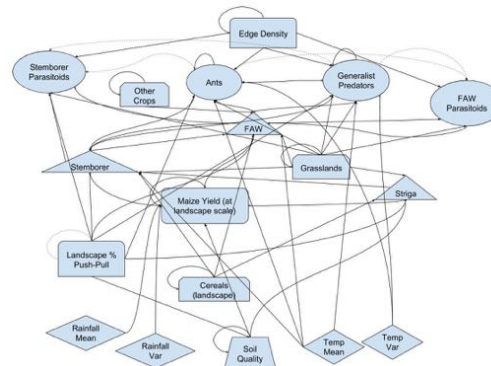 Edge Density
Stemborer
Parasitoids
Other
Crops
Ants
Generalist
Predators
FAW
Parasitoids
FAW
Stemborer
Grasslands
Striga
Maize Yield (at
landscape scale)
Landscape %
Push-Pull
Cereals
(landscape)
Rainfall
Mean
Rainfall
Var
Soil
Quality
Temp
Mean
Temp
Var